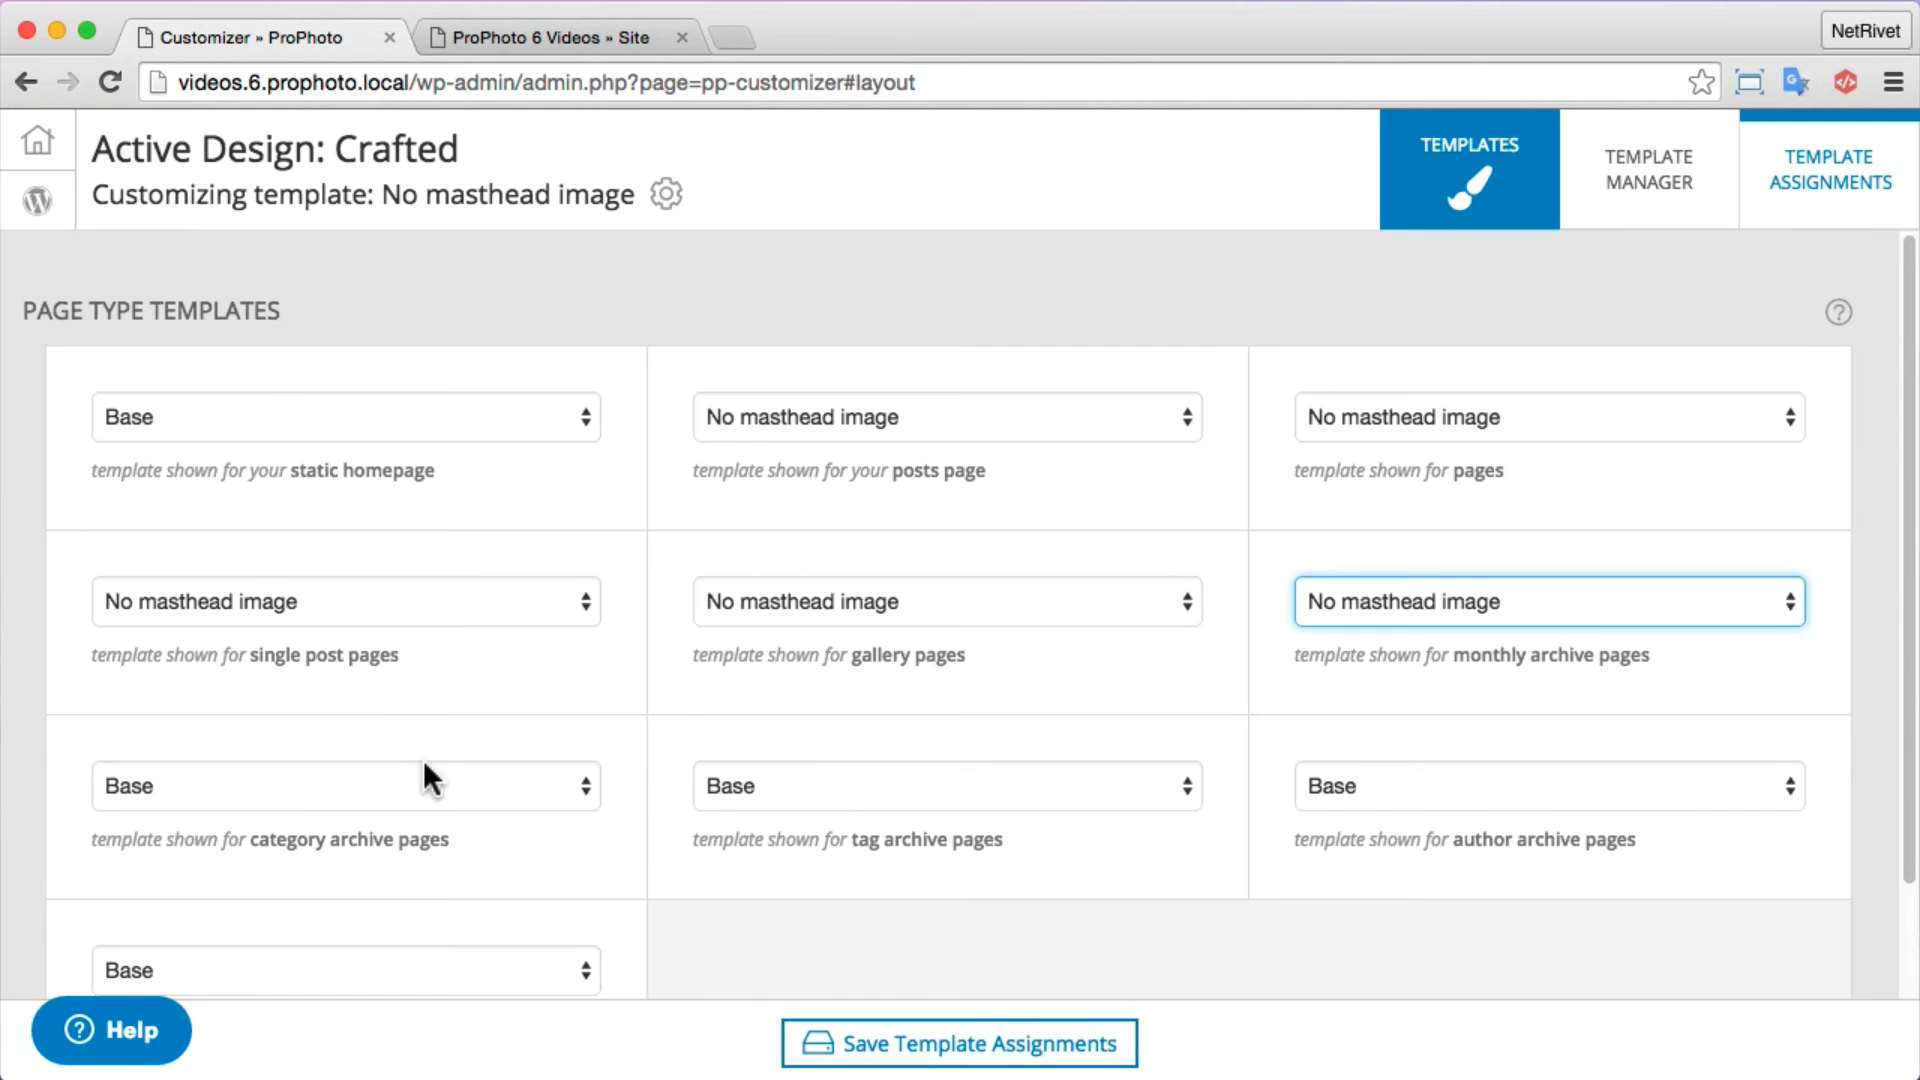 Customizer » ProPhoto
ProPhoto 6 Videos » Site
NetRivet
videos.6.prophoto.local/wp-admin/admin.php?page=pp-customizer#layout
Active Design: Crafted
Customizing template: No masthead image
TEMPLATES
TEMPLATE
MANAGER
TEMPLATE
ASSIGNMENTS
PAGE TYPE TEMPLATES
Base
template shown for your static homepage
No masthead image
template shown for your posts page
No masthead image
template shown for pages
No masthead image
template shown for single post pages
No masthead image
template shown for gallery pages
No masthead image
template shown for monthly archive pages
Base
template shown for category archive pages
Base
template shown for tag archive pages
Base
template shown for author archive pages
Base
Help
Save Template Assignments